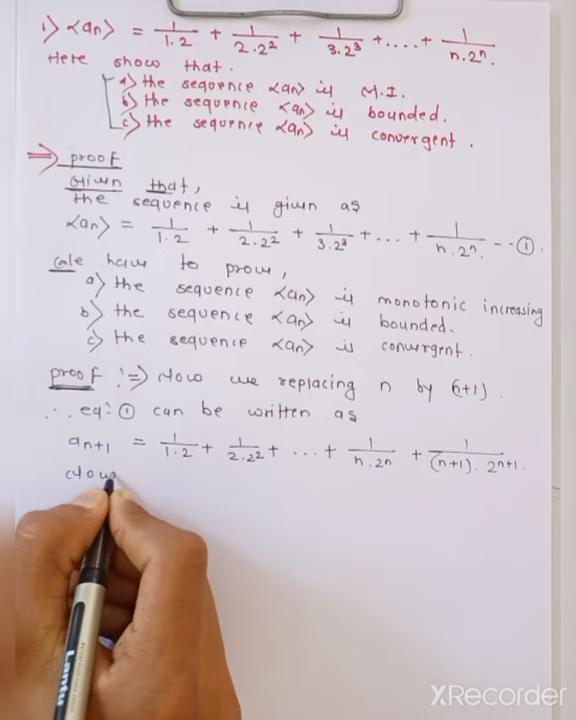 1) <an> = 1/1.2 + 1/2.2² + 1/3.2³ + .... + 1/n.2ⁿ.
Here show that.
a) the sequence <an> is M.I.
b) the sequence <an> is bounded.
c) the sequence <an> is convergent.
⇒ proof
Given that,
the sequence is given as
<an> = 1/1.2 + 1/2.2² + 1/3.2³ + ... + 1/n.2ⁿ. --- ①.
we have to prove,
a) the sequence <an> is monotonic increasing
b) the sequence <an> is bounded.
c) the sequence <an> is convergent.
proof :⇒ Now we replacing n by (n+1).
∴ eq: ① can be written as
an+1 = 1/1.2 + 1/2.2² + ... + 1/n.2n + 1/(n+1).2ⁿ⁺¹.
Now
Lantu
XRecorder